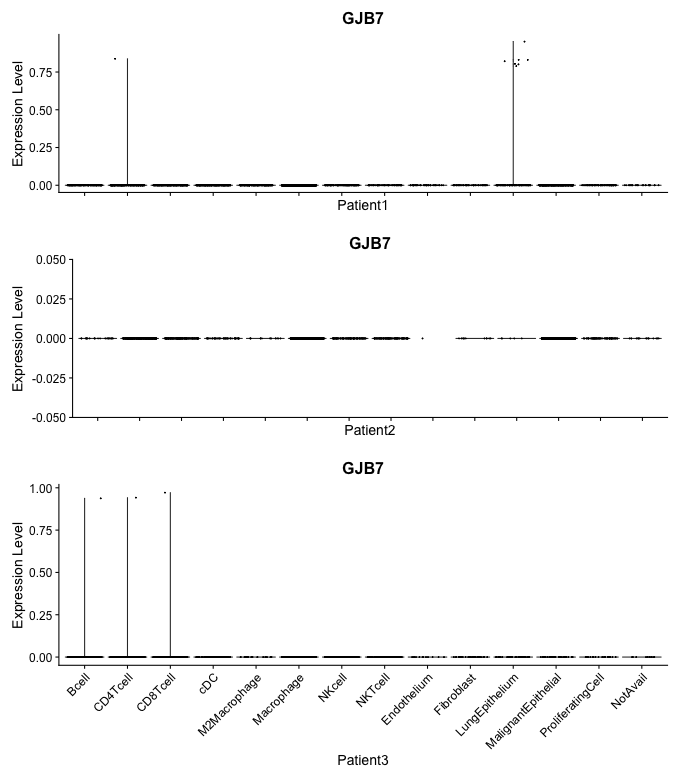 GJB7
Expression Level
0.75
0.50
0.25
0.00
Patient1
GJB7
Expression Level
0.050
0.025
0.000
-0.025
-0.050
Patient2
GJB7
Expression Level
1.00
0.75
0.50
0.25
0.00
Bcell
CD4Tcell
CD8Tcell
cDC
M2Macrophage
Macrophage
NKcell
NKTcell
Endothelium
Fibroblast
LungEpithelium
MalignantEpithelial
ProliferatingCell
NotAvail
Patient3